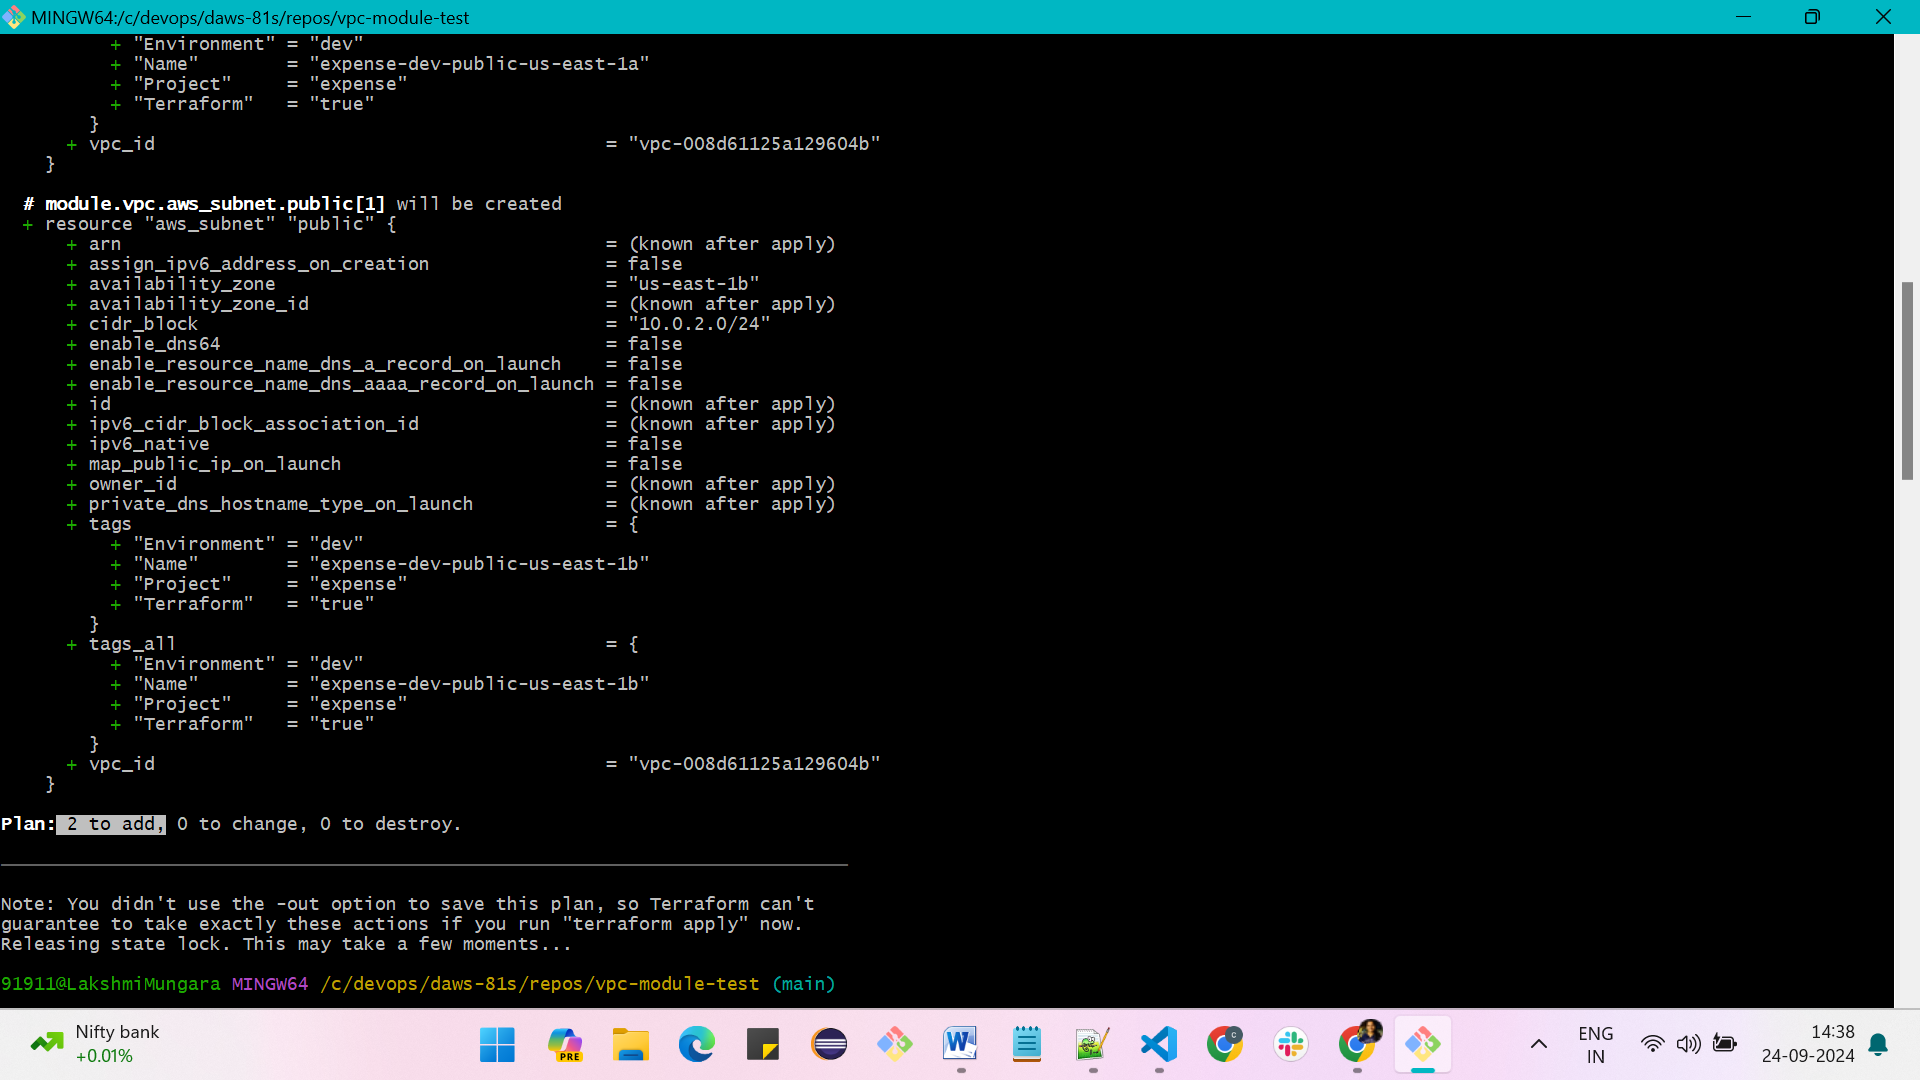 MINGW64:/c/devops/daws-81s/repos/vpc-module-test
+ "Environment" = "dev"
+ "Name"        = "expense-dev-public-us-east-1a"
+ "Project"     = "expense"
+ "Terraform"   = "true"
}
+ vpc_id                                         = "vpc-008d61125a129604b"
}
# module.vpc.aws_subnet.public[1] will be created
+ resource "aws_subnet" "public" {
+ arn                                            = (known after apply)
+ assign_ipv6_address_on_creation                = false
+ availability_zone                              = "us-east-1b"
+ availability_zone_id                           = (known after apply)
+ cidr_block                                     = "10.0.2.0/24"
+ enable_dns64                                   = false
+ enable_resource_name_dns_a_record_on_launch    = false
+ enable_resource_name_dns_aaaa_record_on_launch = false
+ id                                             = (known after apply)
+ ipv6_cidr_block_association_id                 = (known after apply)
+ ipv6_native                                    = false
+ map_public_ip_on_launch                        = false
+ owner_id                                       = (known after apply)
+ private_dns_hostname_type_on_launch            = (known after apply)
+ tags                                           = {
+ "Environment" = "dev"
+ "Name"        = "expense-dev-public-us-east-1b"
+ "Project"     = "expense"
+ "Terraform"   = "true"
}
+ tags_all                                       = {
+ "Environment" = "dev"
+ "Name"        = "expense-dev-public-us-east-1b"
+ "Project"     = "expense"
+ "Terraform"   = "true"
}
+ vpc_id                                         = "vpc-008d61125a129604b"
}
Plan: 2 to add, 0 to change, 0 to destroy.
Note: You didn't use the -out option to save this plan, so Terraform can't
guarantee to take exactly these actions if you run "terraform apply" now.
Releasing state lock. This may take a few moments...
91911@LakshmiMungara MINGW64 /c/devops/daws-81s/repos/vpc-module-test (main)
Nifty bank
+0.01%
PRE
ENG
IN
14:38
24-09-2024